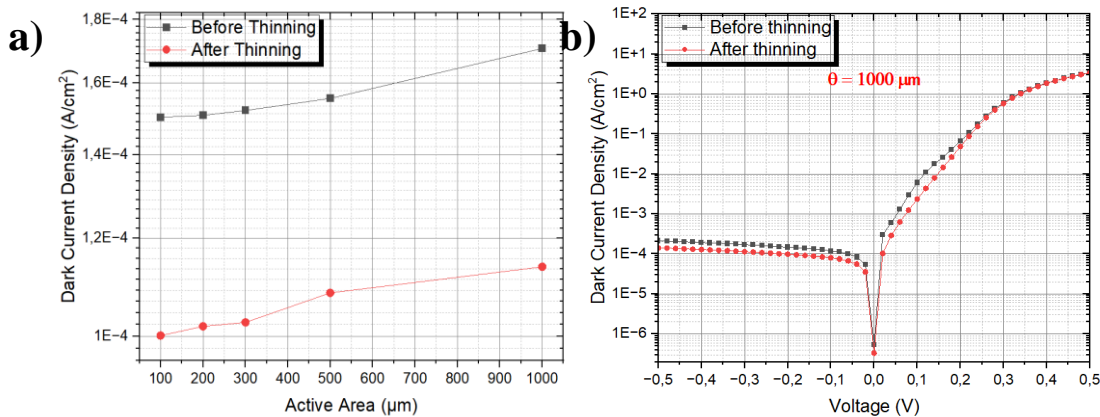 a)
Before Thinning
After Thinning
Dark Current Density (A/cm²)
1,8E−4
1,6E−4
1,4E−4
1,2E−4
1E−4
100 200 300 400 500 600 700 800 900 1000
Active Area (μm)
b)
Before thinning
After thinning
θ = 1000 μm
Dark Current Density (A/cm²)
1E+2
1E+1
1E+0
1E−1
1E−2
1E−3
1E−4
1E−5
1E−6
−0,5 −0,4 −0,3 −0,2 −0,1 0,0 0,1 0,2 0,3 0,4 0,5
Voltage (V)